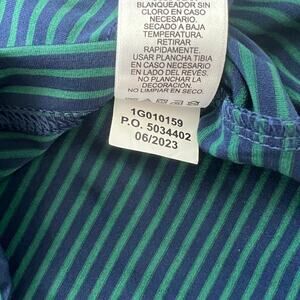 BLANQUEADOR SIN
CLORO EN CASO
NECESARIO.
SECADO A BAJA
TEMPERATURA.
RETIRAR
RAPIDAMENTE.
USAR PLANCHA TIBIA
EN CASO NECESARIO
EN LADO DEL REVÉS.
NO PLANCHAR LA
DECORACIÓN.
NO LIMPIAR EN SECO.
1G010159
P.O. 5034402
06/2023